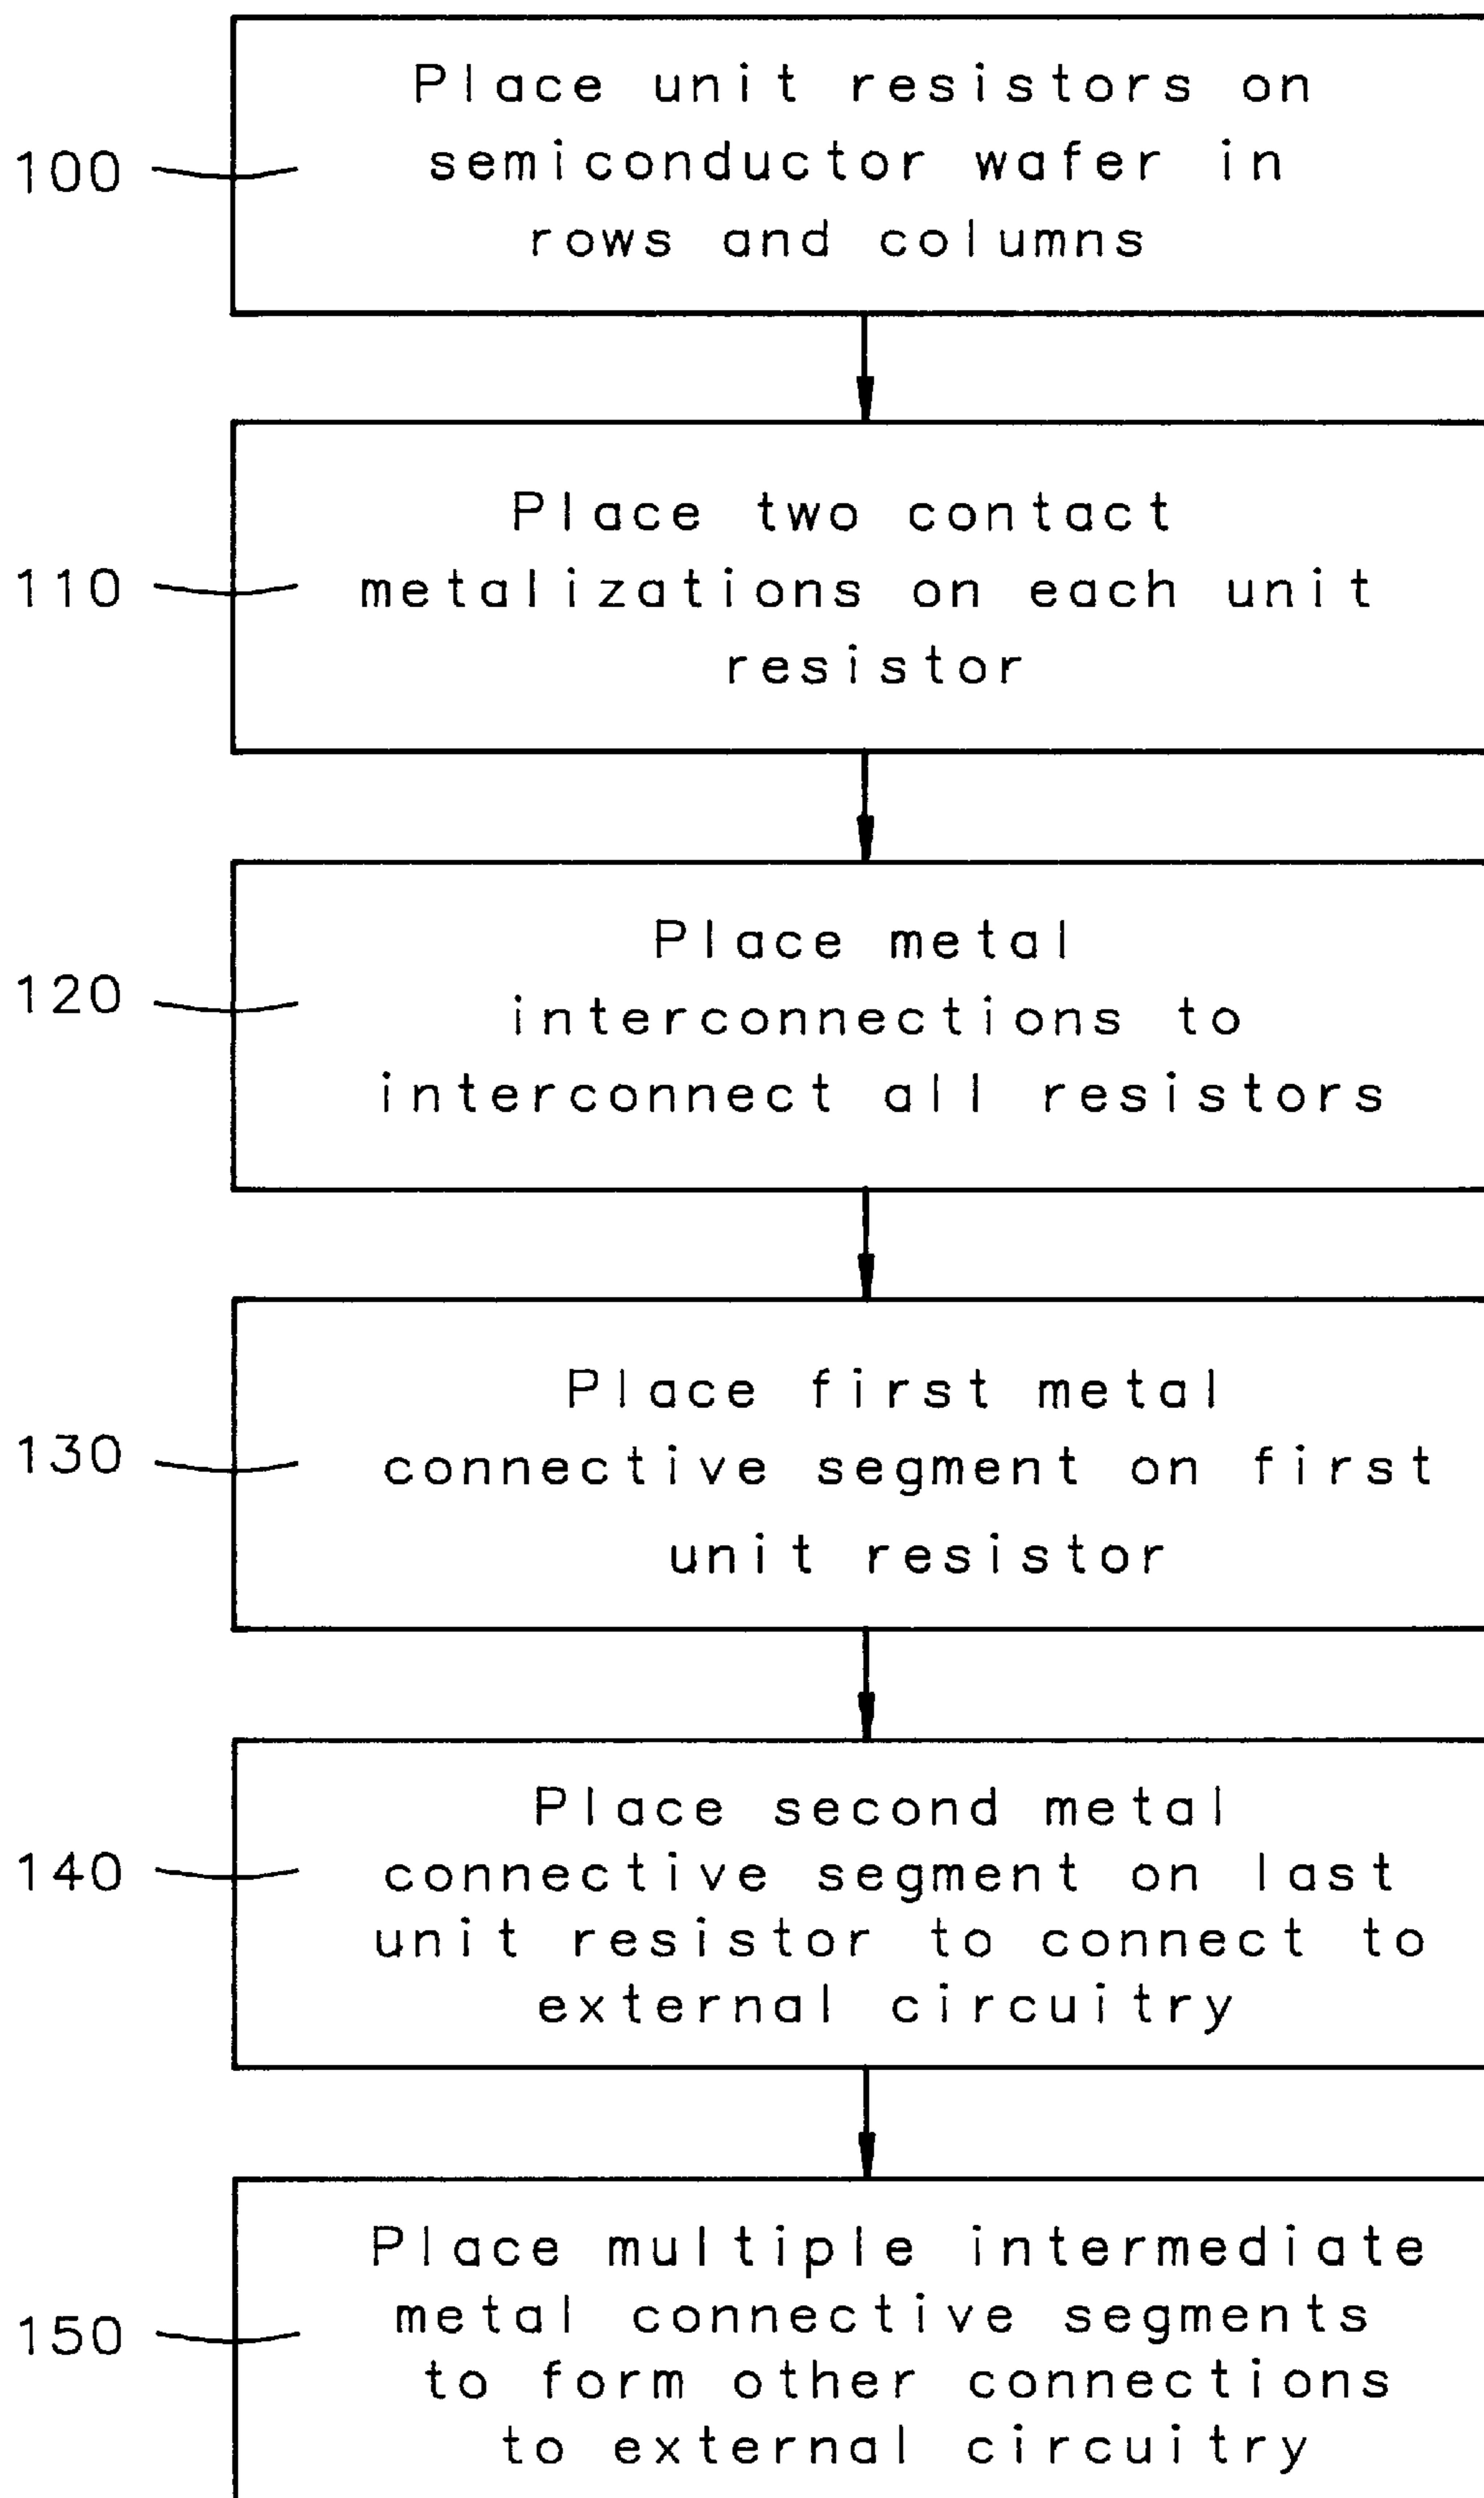 Place unit resistors on
semiconductor wafer in
rows and columns
100
Place two contact
metalizations on each unit
resistor
110
Place metal
interconnections to
interconnect all resistors
120
Place first metal
connective segment on first
unit resistor
130
Place second metal
connective segment on last
unit resistor to connect to
external circuitry
140
Place multiple intermediate
metal connective segments
to form other connections
to external circuitry
150